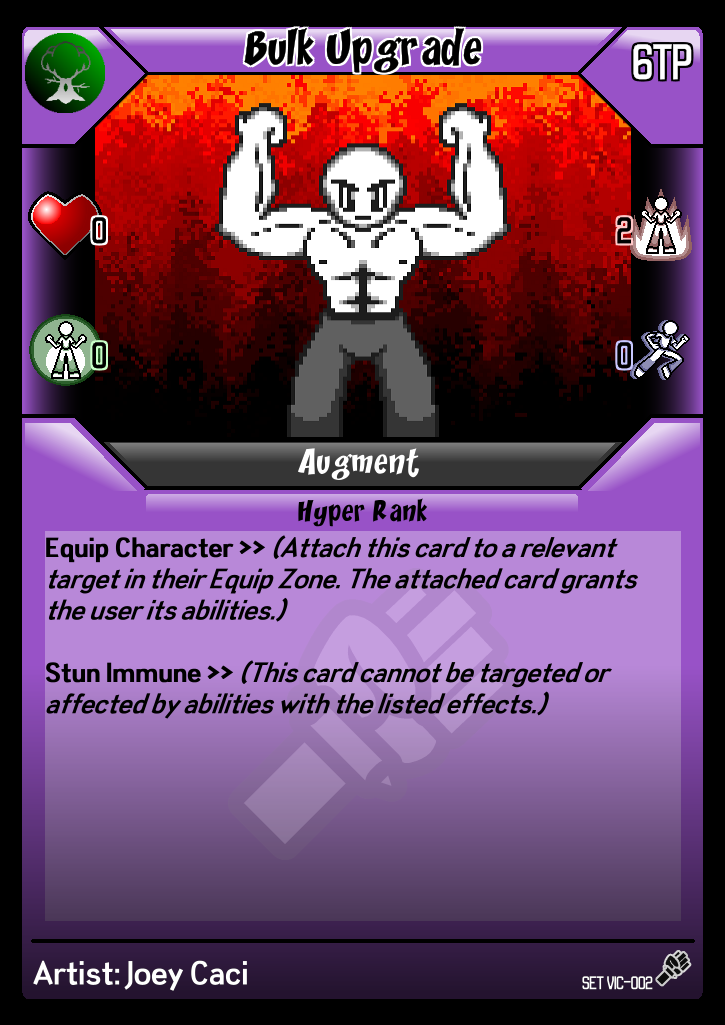 Bulk Upgrade
6TP
0
2
0
0
Augment
Hyper Rank
Equip Character >> (Attach this card to a relevant
target in their Equip Zone. The attached card grants
the user its abilities.)
Stun Immune >> (This card cannot be targeted or
affected by abilities with the listed effects.)
Artist: Joey Caci
SET VIC-002